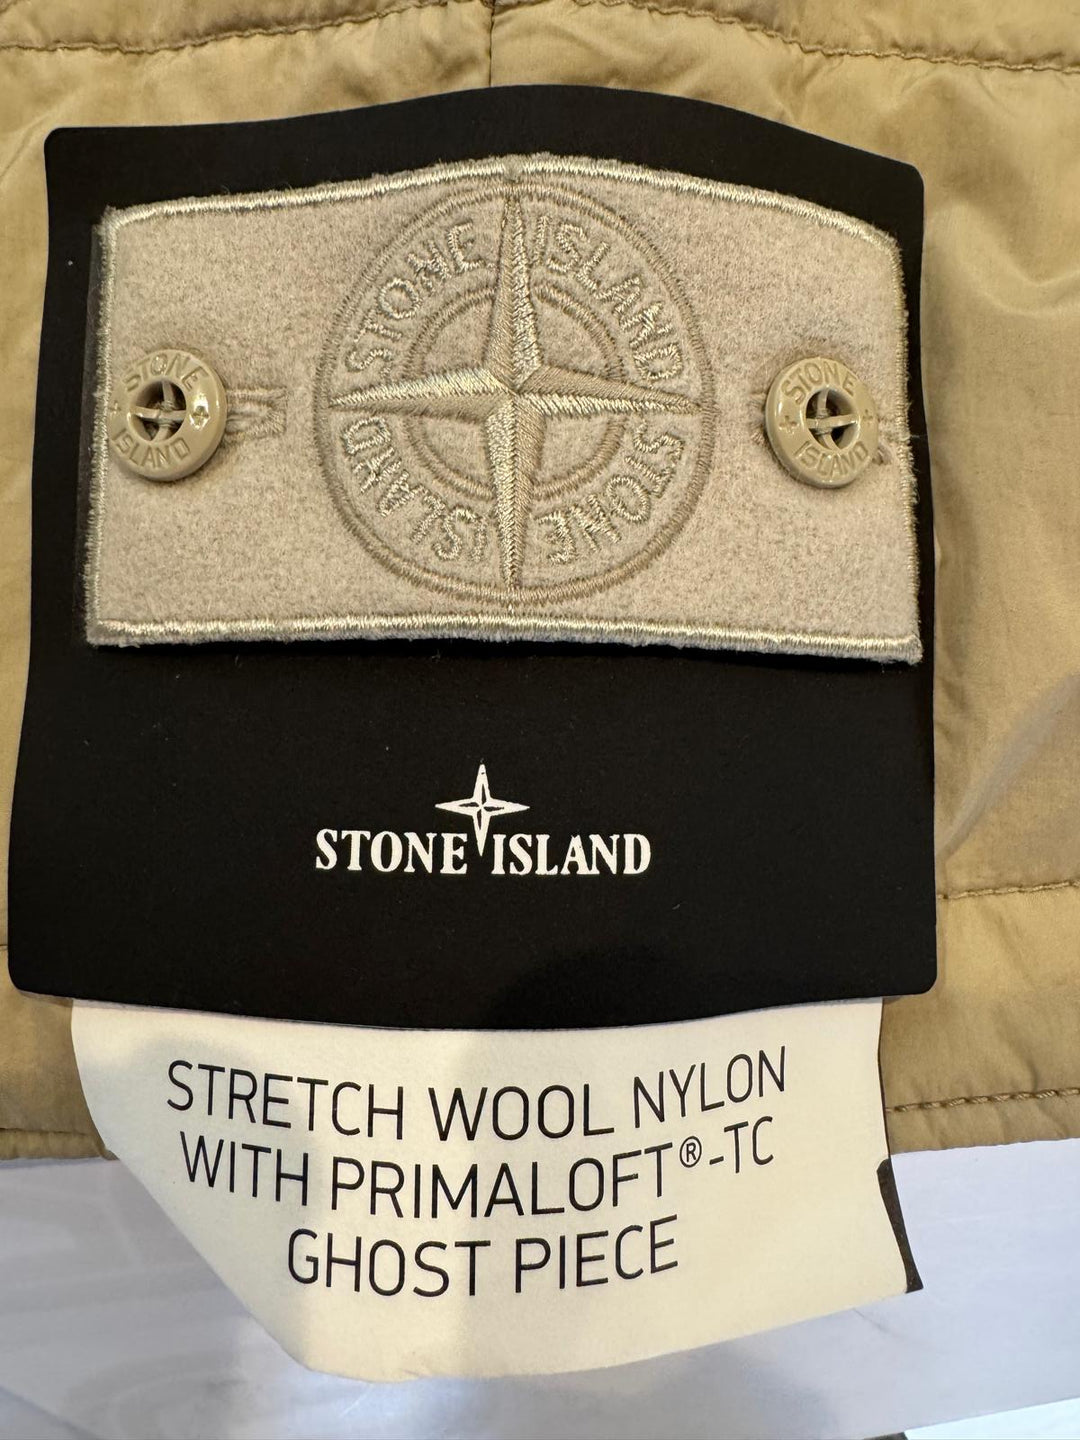 STONE ISLAND
STONE ISLAND
STONE
ISLAND
STONE
ISLAND
STONE ISLAND
STRETCH WOOL NYLON
WITH PRIMALOFT®-TC
GHOST PIECE